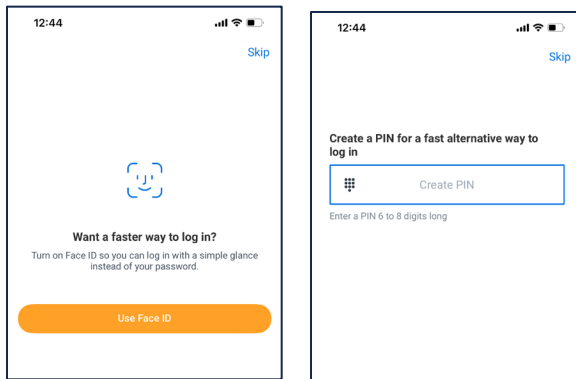 12:44
Skip
Want a faster way to log in?
Turn on Face ID so you can log in with a simple glance
instead of your password.
Use Face ID
12:44
Skip
Create a PIN for a fast alternative way to
log in
Create PIN
Enter a PIN 6 to 8 digits long